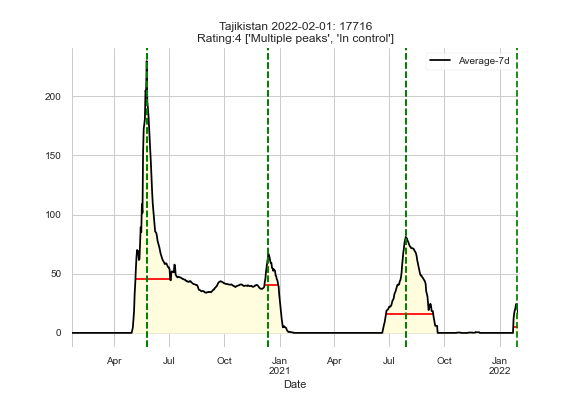 Tajikistan 2022-02-01: 17716
Rating:4 ['Multiple peaks', 'In control']
Average-7d
200
150
100
50
0
Apr
Jul
Oct
Jan
2021
Apr
Jul
Oct
Jan
2022
Date